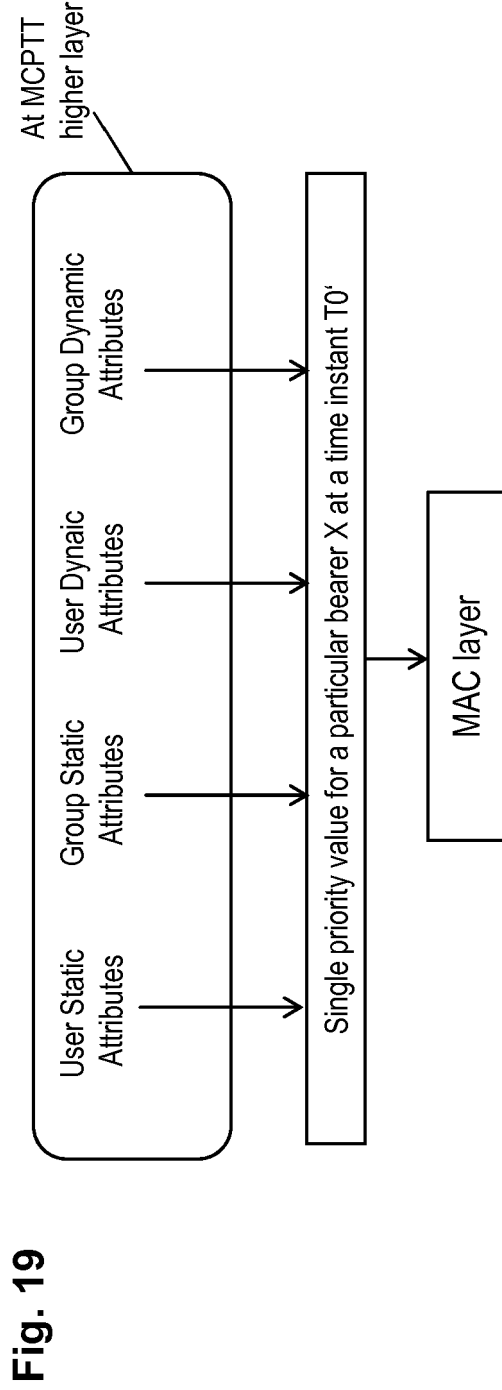 Fig. 19
At MCPTT
higher layer
User Static
Attributes
Group Static
Attributes
User Dynaic
Attributes
Group Dynamic
Attributes
Single priority value for a particular bearer X at a time instant T0‘
MAC layer